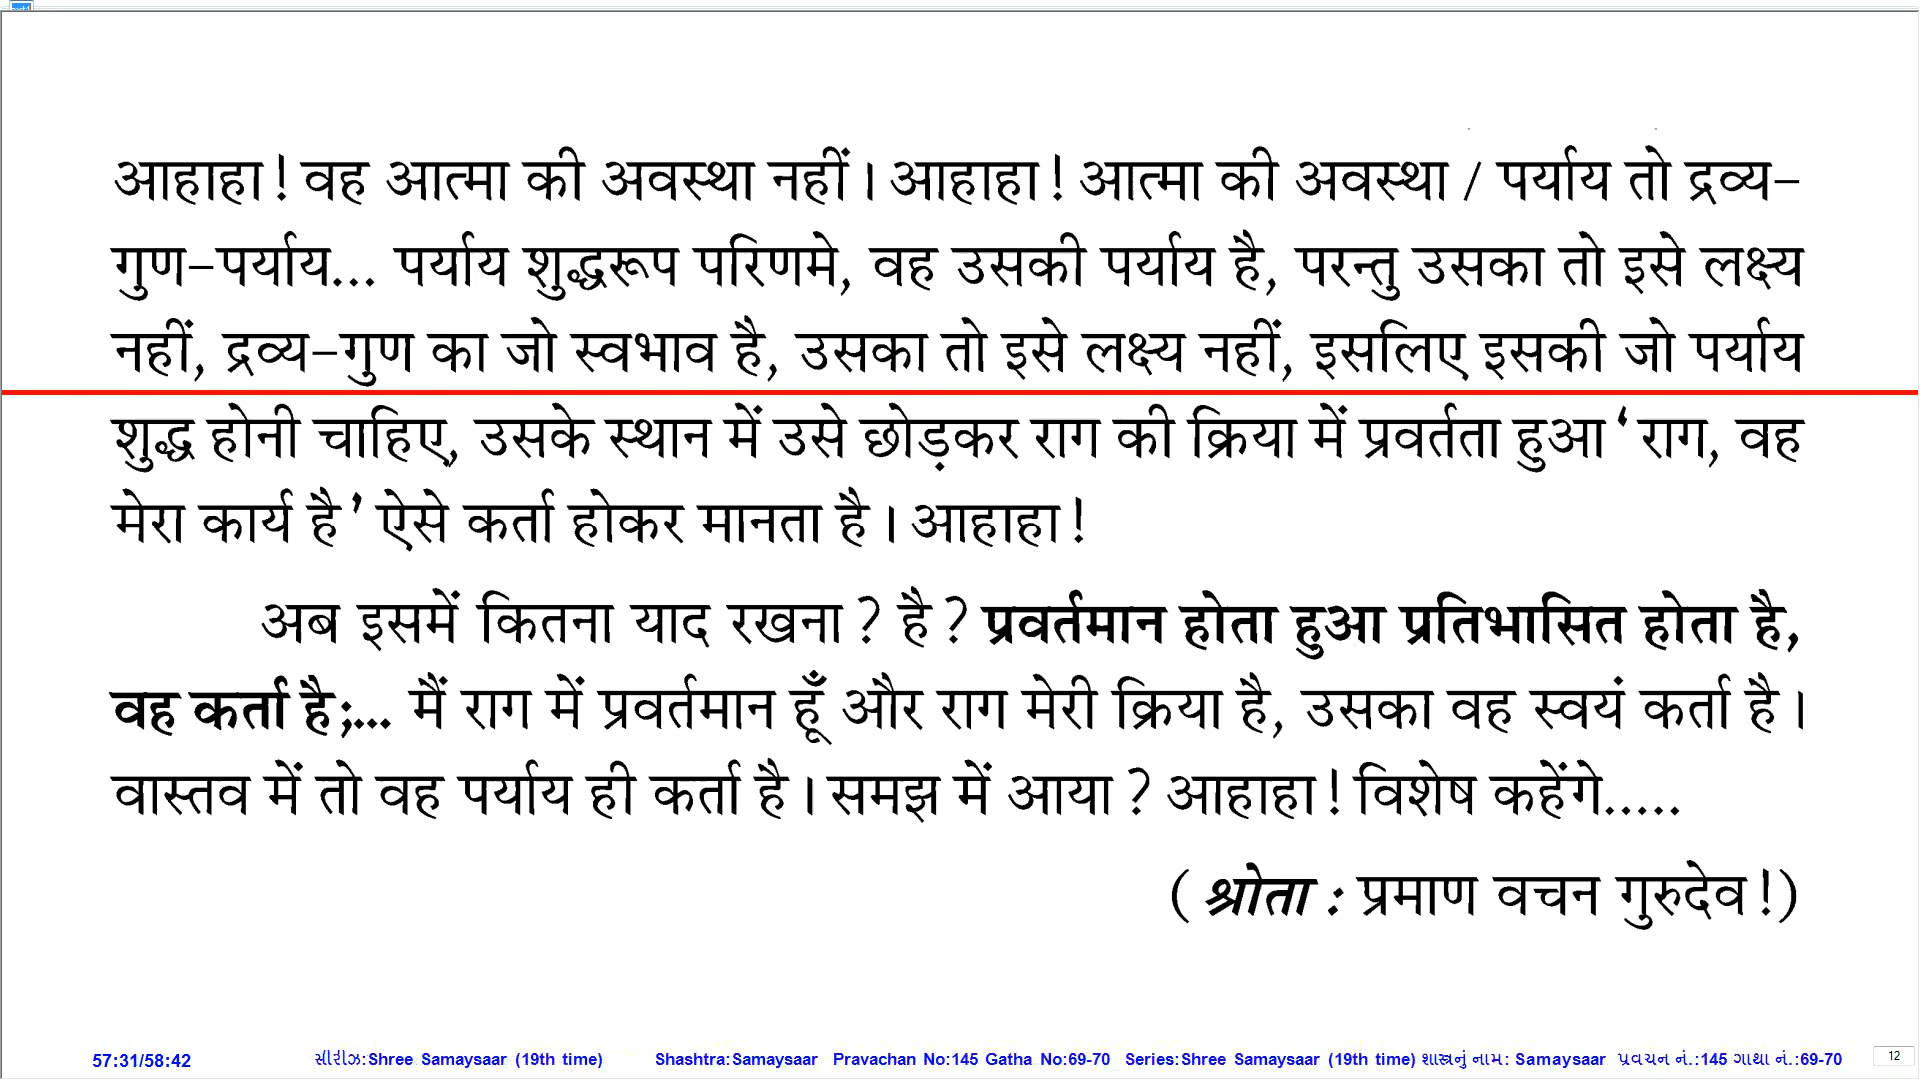 आहाहा! वह आत्मा की अवस्था नहीं। आहाहा! आत्मा की अवस्था / पर्याय तो द्रव्य-
गुण-पर्याय... पर्याय शुद्धरूप परिणमे, वह उसकी पर्याय है, परन्तु उसका तो इसे लक्ष्य
नहीं, द्रव्य-गुण का जो स्वभाव है, उसका तो इसे लक्ष्य नहीं, इसलिए इसकी जो पर्याय
शुद्ध होनी चाहिए, उसके स्थान में उसे छोड़कर राग की क्रिया में प्रवर्तता हुआ ‘राग, वह
मेरा कार्य है’ ऐसे कर्ता होकर मानता है। आहाहा!
अब इसमें कितना याद रखना? है? प्रवर्तमान होता हुआ प्रतिभासित होता है,
वह कर्ता है;... मैं राग में प्रवर्तमान हूँ और राग मेरी क्रिया है, उसका वह स्वयं कर्ता है।
वास्तव में तो वह पर्याय ही कर्ता है। समझ में आया? आहाहा! विशेष कहेंगे.....
(श्रोता : प्रमाण वचन गुरुदेव!)
57:31/58:42 સીરીઝ:Shree Samaysaar (19th time) Shashtra:Samaysaar Pravachan No:145 Gatha No:69-70 Series:Shree Samaysaar (19th time) શાસ્ત્રનું નામ: Samaysaar પ્રવચન નં.:145 ગાથા નં.:69-70 12